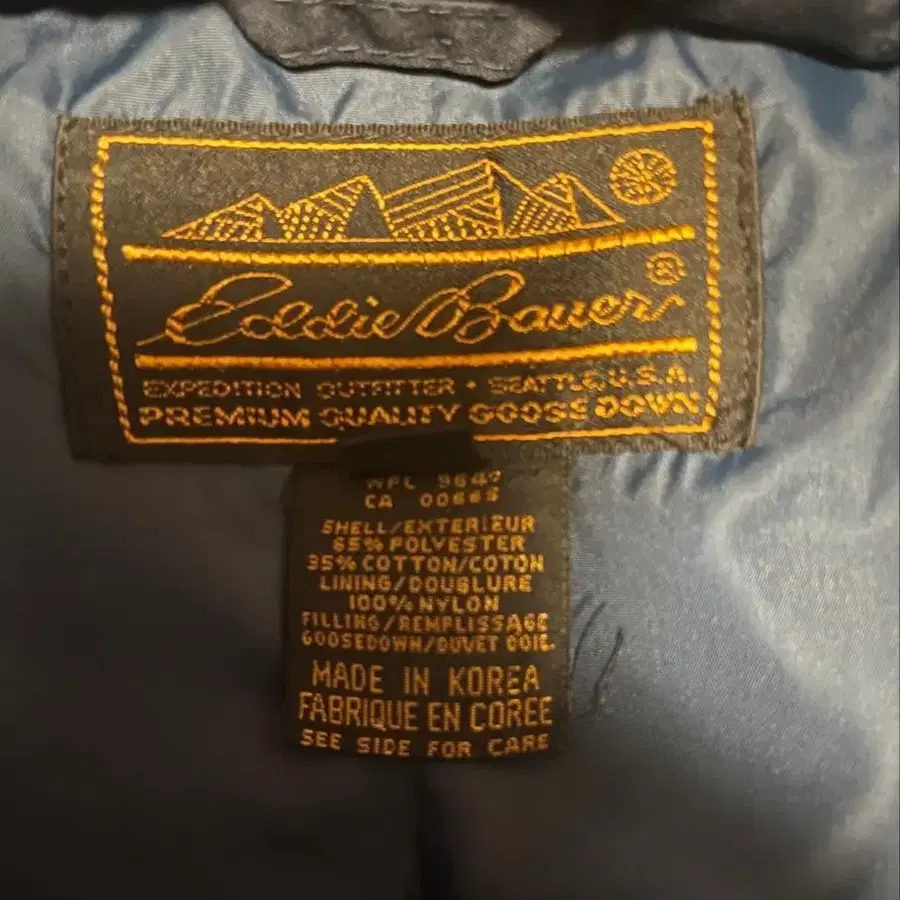 Eddie Bauer®
EXPEDITION OUTFITTER • SEATTLE, U.S.A.
PREMIUM QUALITY GOOSE DOWN
WPL 9647
CA 00665
SHELL/EXTERIEUR
65% POLYESTER
35% COTTON/COTON
LINING/DOUBLURE
100% NYLON
FILLING/REMPLISSAGE
GOOSEDOWN/DUVET D'OIE.
MADE IN KOREA
FABRIQUE EN COREE
SEE SIDE FOR CARE